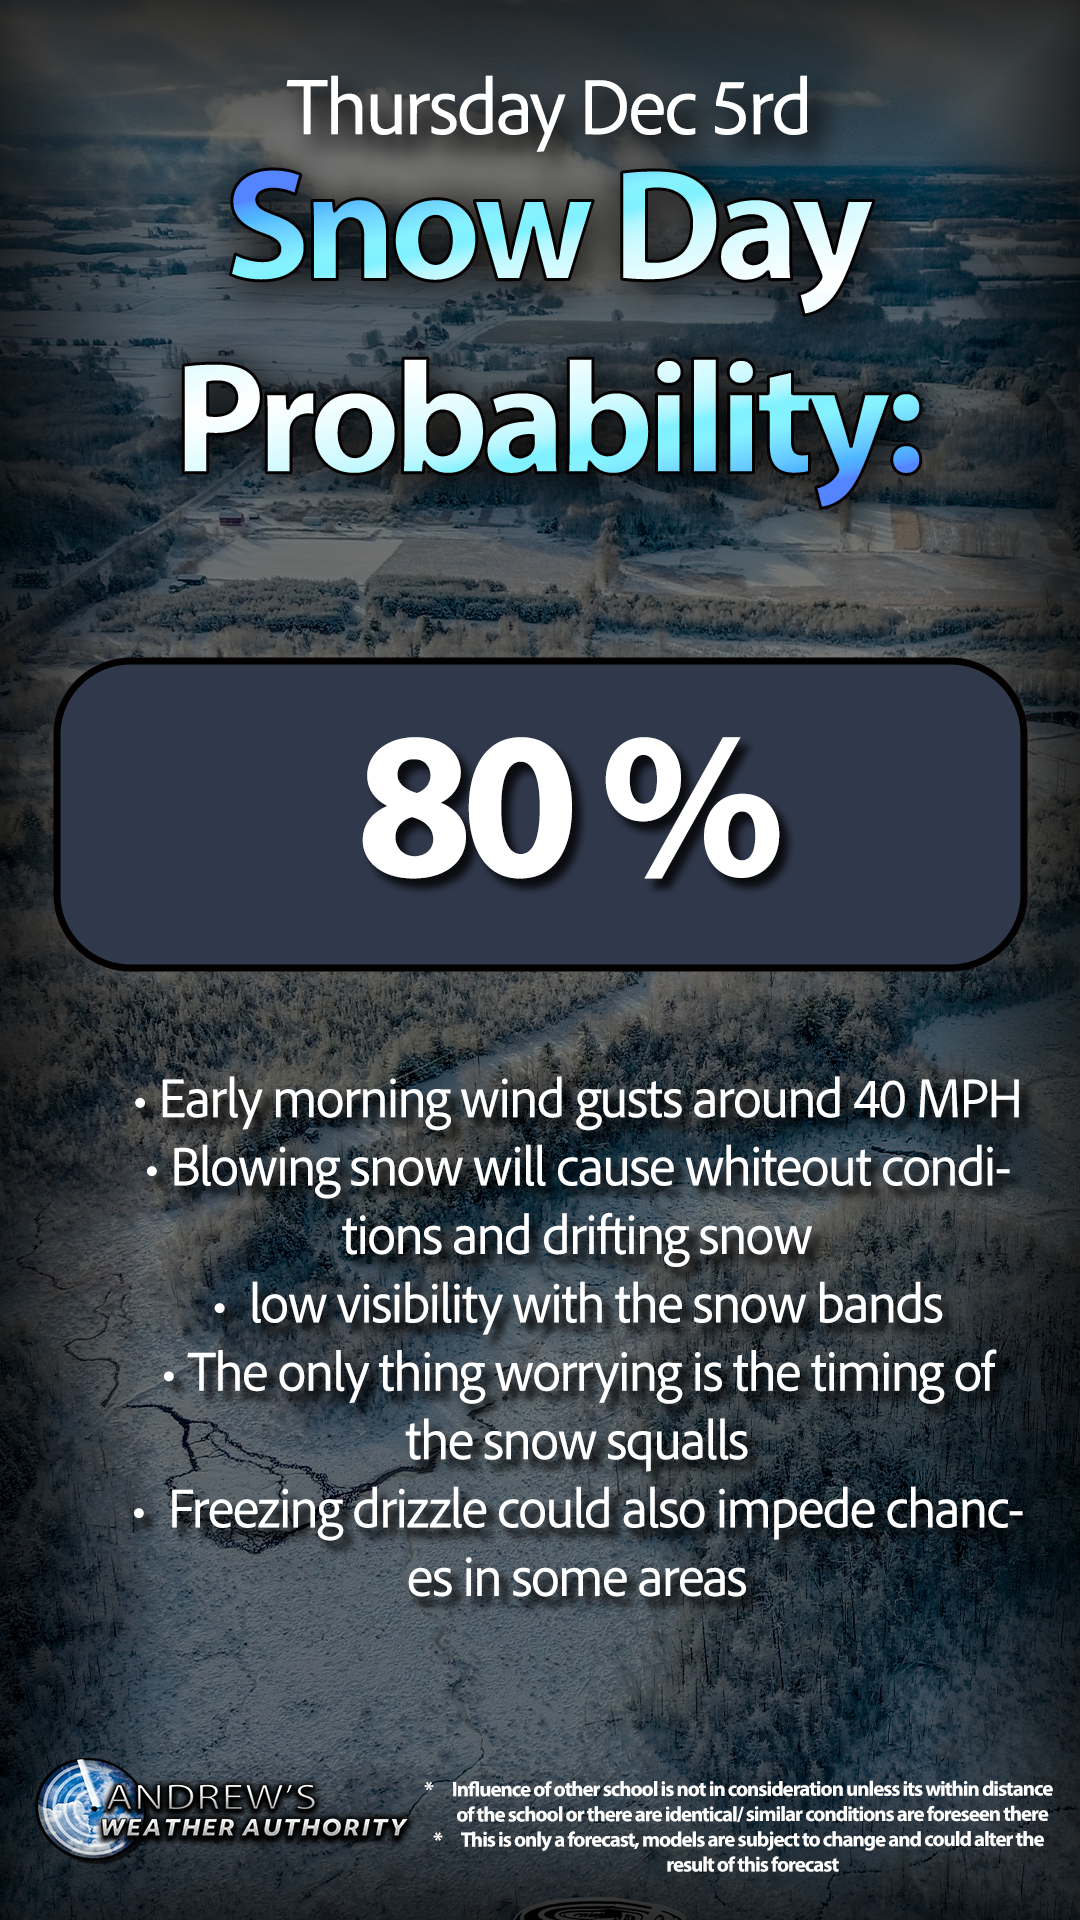 Thursday Dec 5rd
Snow Day
Probability:
80 %
• Early morning wind gusts around 40 MPH
• Blowing snow will cause whiteout condi-
tions and drifting snow
• low visibility with the snow bands
• The only thing worrying is the timing of
the snow squalls
• Freezing drizzle could also impede chanc-
es in some areas
ANDREW'S
WEATHER AUTHORITY
* Influence of other school is not in consideration unless its within distance
of the school or there are identical/ similar conditions are foreseen there
* This is only a forecast, models are subject to change and could alter the
result of this forecast